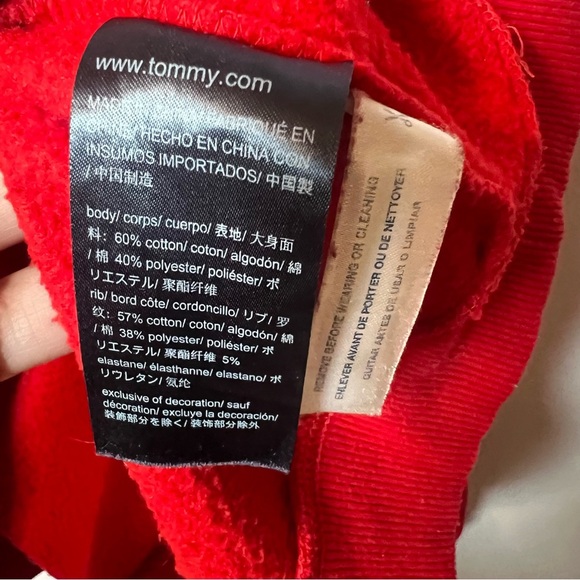 www.tommy.com
MADE
FABRIQUÉ EN
CHINE/ HECHO EN CHINA CON
INSUMOS IMPORTADOS/ 中國製
/ 中国制造
body/ corps/ cuerpo/ 表地/ 大身面
料: 60% cotton/ coton/ algodón/ 綿
/ 棉 40% polyester/ poliéster/ ポ
リエステル/ 聚酯纤维
rib/ bord côte/ cordoncillo/ リブ/ 罗
纹: 57% cotton/ coton/ algodón/ 綿
/ 棉 38% polyester/ poliéster/ ポ
リエステル/ 聚酯纤维 5%
elastane/ élasthanne/ elastano/ ポ
リウレタン/ 氨纶
exclusive of decoration/ sauf
décoration/ excluye la decoración/
装飾部分を除く/ 装饰部分除外
REMOVE BEFORE WEARING OR CLEANING
ENLEVER AVANT DE PORTER OU DE NETTOYER
QUITAR ANTES DE USAR O LIMPIAR